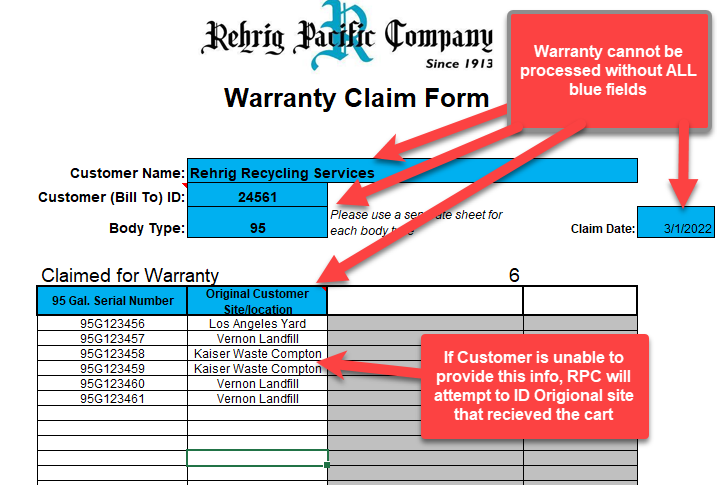 Rehrig Pacific Company
Since 1913
Warranty Claim Form
Warranty cannot be
processed without ALL
blue fields
Customer Name: Rehrig Recycling Services
Customer (Bill To) ID: 24561
Body Type: 95
Please use a separate sheet for
each body type
Claim Date: 3/1/2022
Claimed for Warranty 6
95 Gal. Serial Number
Original Customer
Site/location
95G123456 Los Angeles Yard
95G123457 Vernon Landfill
95G123458 Kaiser Waste Compton
95G123459 Kaiser Waste Compton
95G123460 Vernon Landfill
95G123461 Vernon Landfill
If Customer is unable to
provide this info, RPC will
attempt to ID Origional site
that recieved the cart